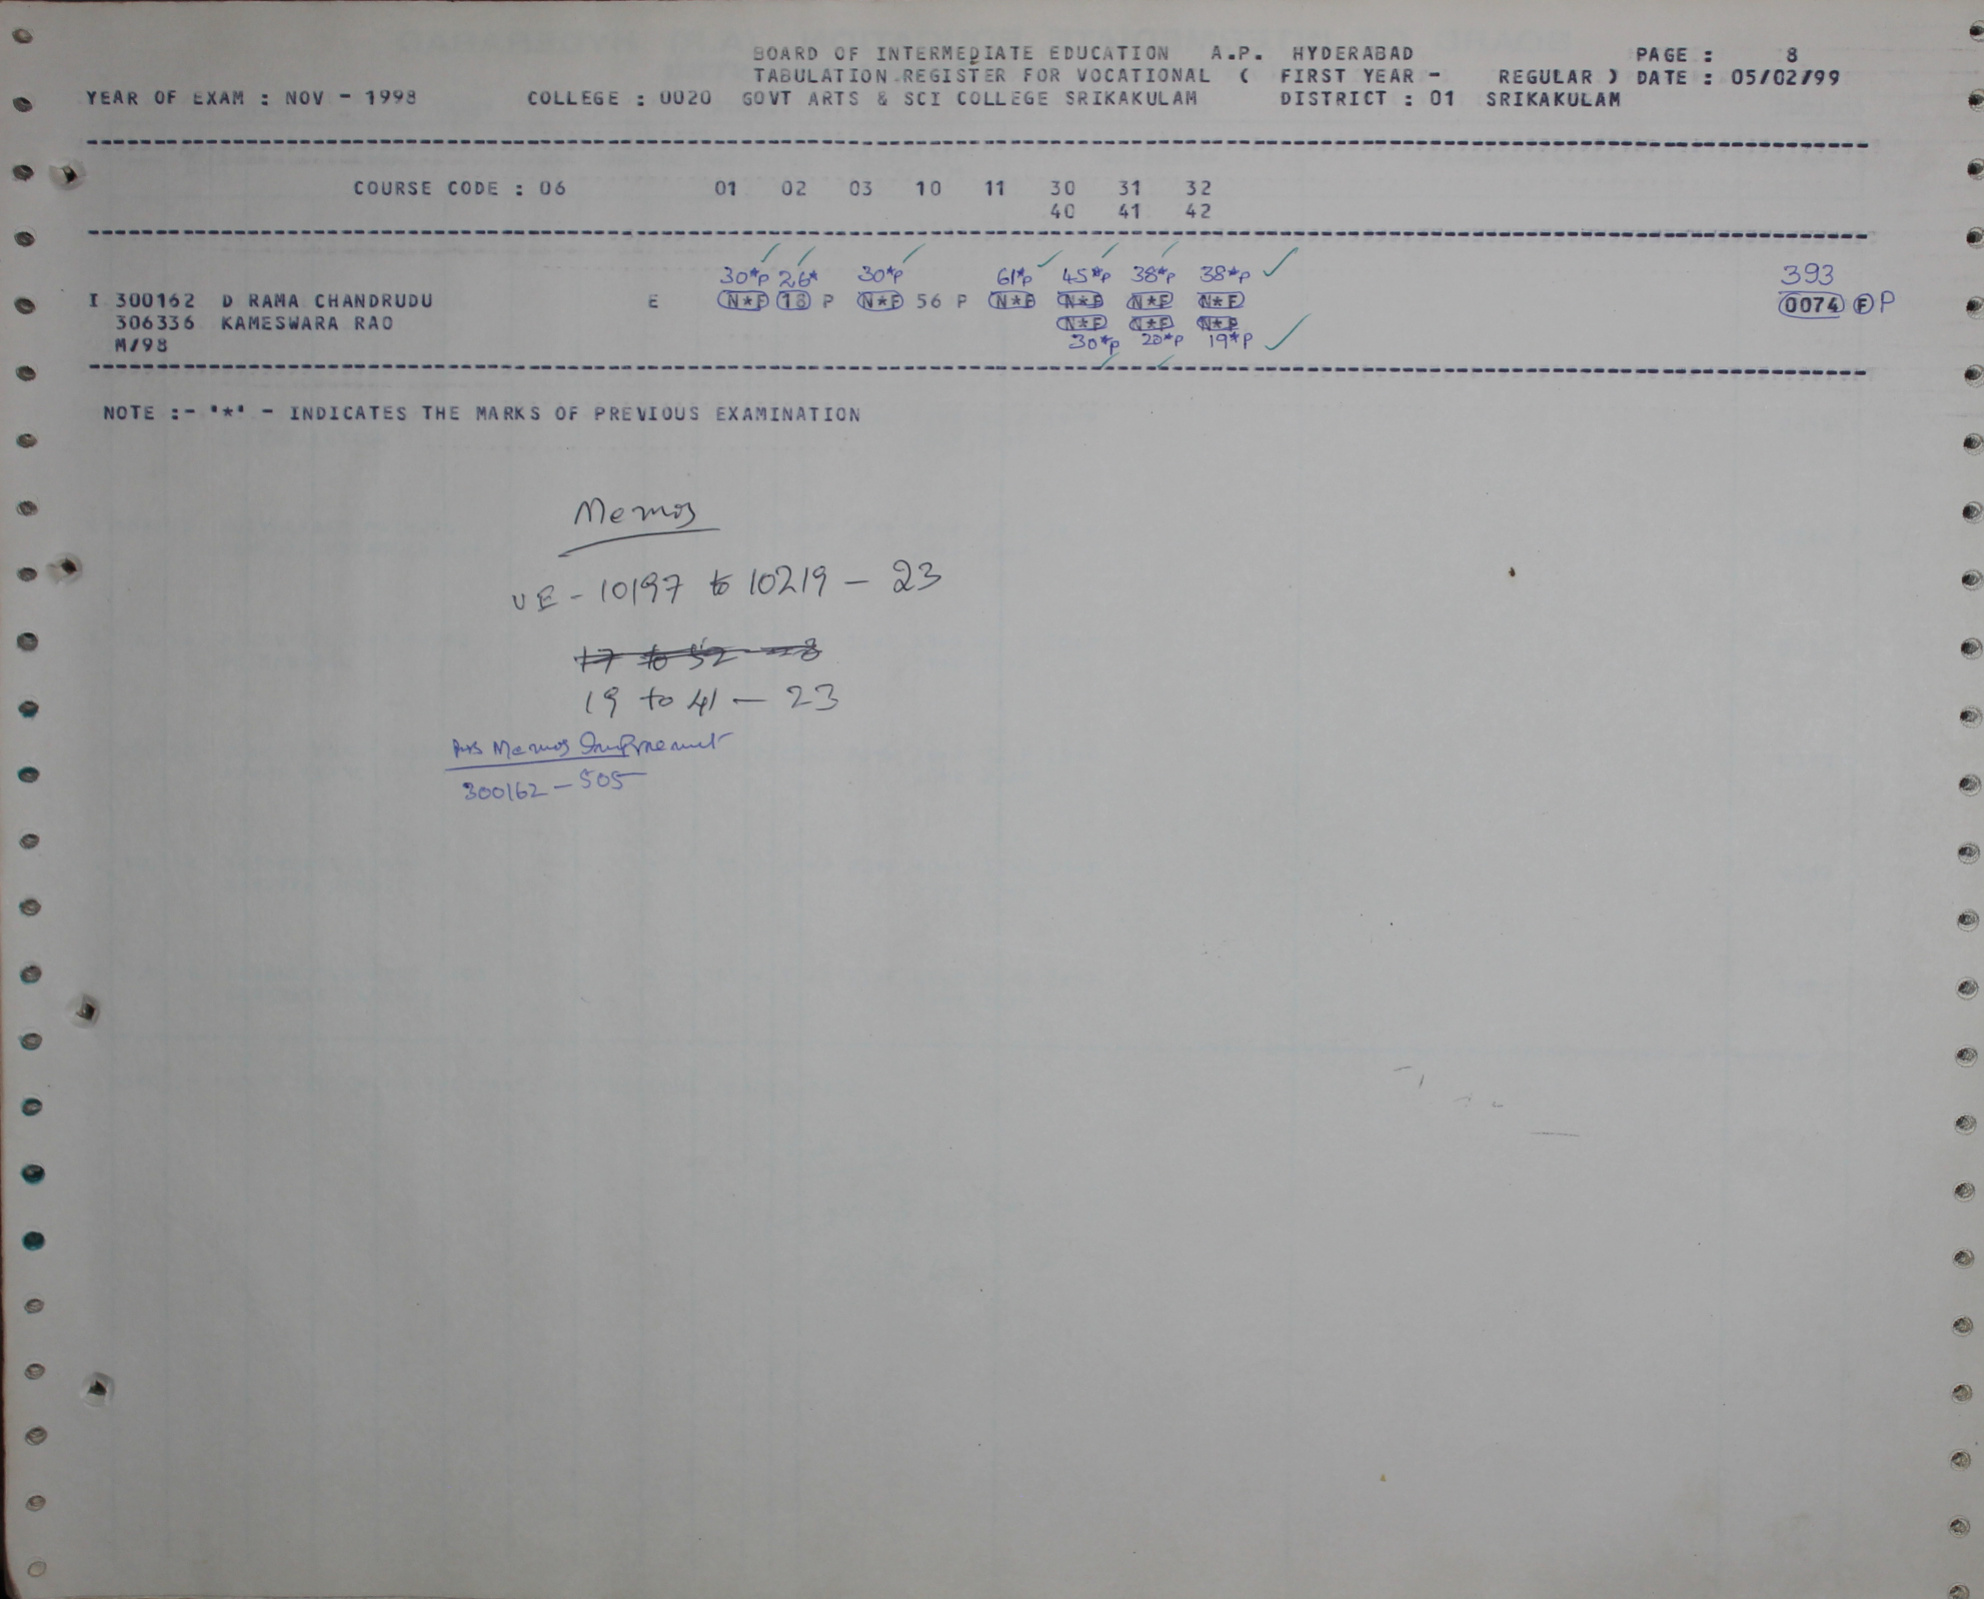 BOARD OF INTERMEDIATE EDUCATION A.P. HYDERABAD PAGE : 8
TABULATION REGISTER FOR VOCATIONAL ( FIRST YEAR - REGULAR ) DATE : 05/02/99
YEAR OF EXAM : NOV - 1998 COLLEGE : 0020 GOVT ARTS & SCI COLLEGE SRIKAKULAM DISTRICT : 01 SRIKAKULAM
COURSE CODE : 06 01 02 03 10 11 30 31 32
40 41 42
30*P 26* 30*P 61*P 45*P 38*P 38*P 393
I 300162 D RAMA CHANDRUDU E N*F 18 P N*F 56 P N*F N*F N*F N*F 0074 F P
306336 KAMESWARA RAO N*F N*F N*F
M/98 30*P 20*P 19*P
NOTE :- '*' - INDICATES THE MARKS OF PREVIOUS EXAMINATION
Memos
VE - 10197 to 10219 - 23
17 to 52
19 to 41 - 23
Memos
300162 - 505